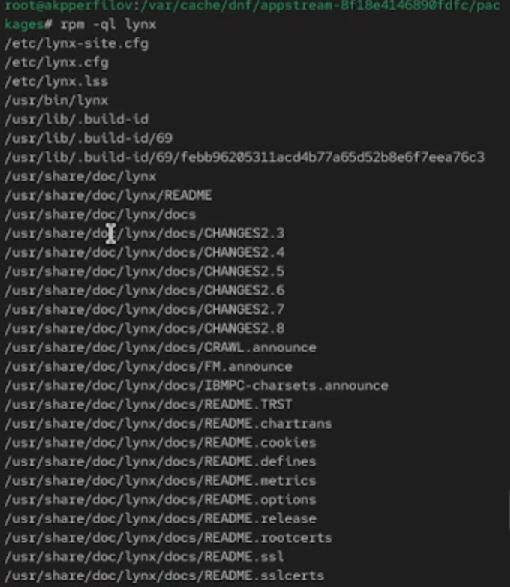 root@akpperfilov:/var/cache/dnf/appstream-8f18e4146890fdfc/pac
kages# rpm -ql lynx
/etc/lynx-site.cfg
/etc/lynx.cfg
/etc/lynx.lss
/usr/bin/lynx
/usr/lib/.build-id
/usr/lib/.build-id/69
/usr/lib/.build-id/69/febb96205311acd4b77a65d52b8e6f7eea76c3
/usr/share/doc/lynx
/usr/share/doc/lynx/README
/usr/share/doc/lynx/docs
/usr/share/doc/lynx/docs/CHANGES2.3
/usr/share/doc/lynx/docs/CHANGES2.4
/usr/share/doc/lynx/docs/CHANGES2.5
/usr/share/doc/lynx/docs/CHANGES2.6
/usr/share/doc/lynx/docs/CHANGES2.7
/usr/share/doc/lynx/docs/CHANGES2.8
/usr/share/doc/lynx/docs/CRAWL.announce
/usr/share/doc/lynx/docs/FM.announce
/usr/share/doc/lynx/docs/IBMPC-charsets.announce
/usr/share/doc/lynx/docs/README.TRST
/usr/share/doc/lynx/docs/README.chartrans
/usr/share/doc/lynx/docs/README.cookies
/usr/share/doc/lynx/docs/README.defines
/usr/share/doc/lynx/docs/README.metrics
/usr/share/doc/lynx/docs/README.options
/usr/share/doc/lynx/docs/README.release
/usr/share/doc/lynx/docs/README.rootcerts
/usr/share/doc/lynx/docs/README.ssl
/usr/share/doc/lynx/docs/README.sslcerts